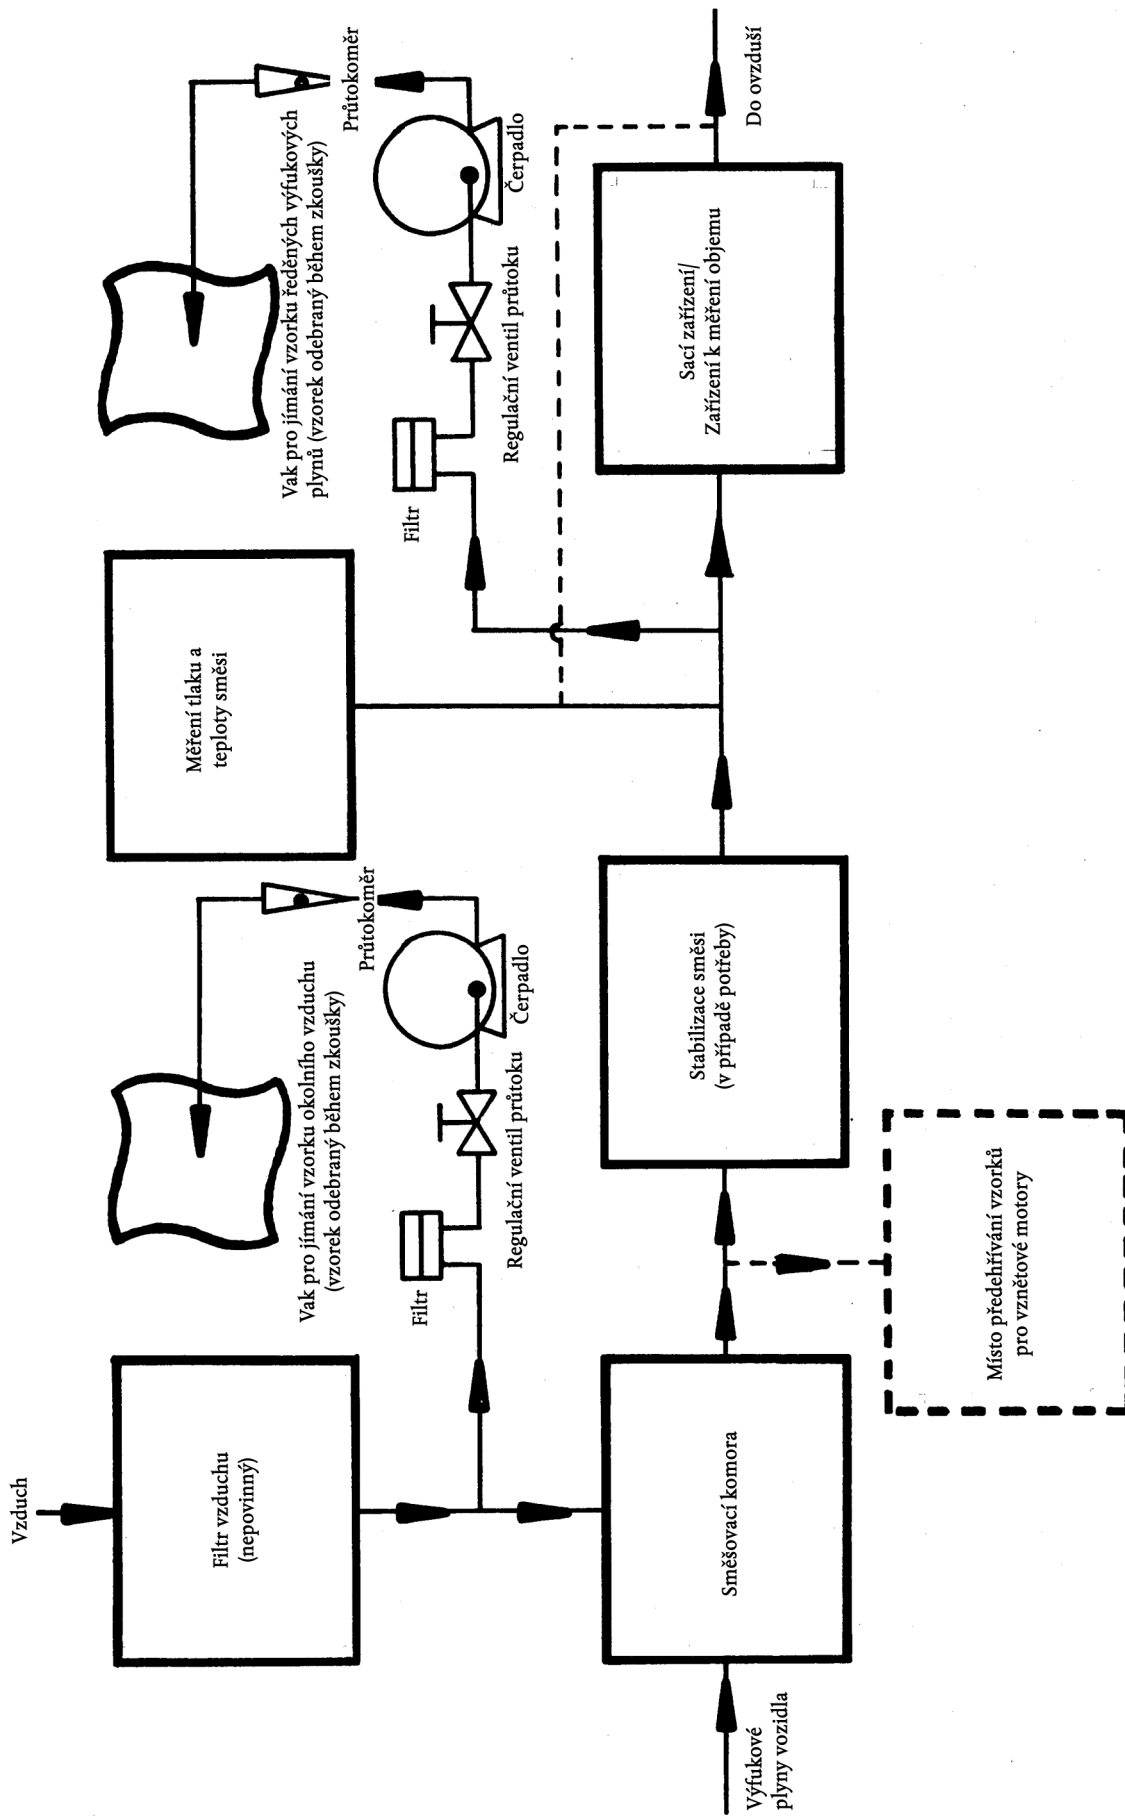 Vzduch
Filtr vzduchu
(nepovinný)
Vak pro jímání vzorku okolního vzduchu
(vzorek odebraný během zkoušky)
Průtokoměr
Filtr
Regulační ventil průtoku
Čerpadlo
Měření tlaku a
teploty směsi
Vak pro jímání vzorku ředěných výfukových
plynů (vzorek odebraný během zkoušky)
Průtokoměr
Filtr
Regulační ventil průtoku
Čerpadlo
Výfukové
plyny vozidla
Směšovací komora
Stabilizace směsi
(v případě potřeby)
Sací zařízení/
Zařízení k měření objemu
Do ovzduší
Místo předehřívání vzorků
pro vznětové motory